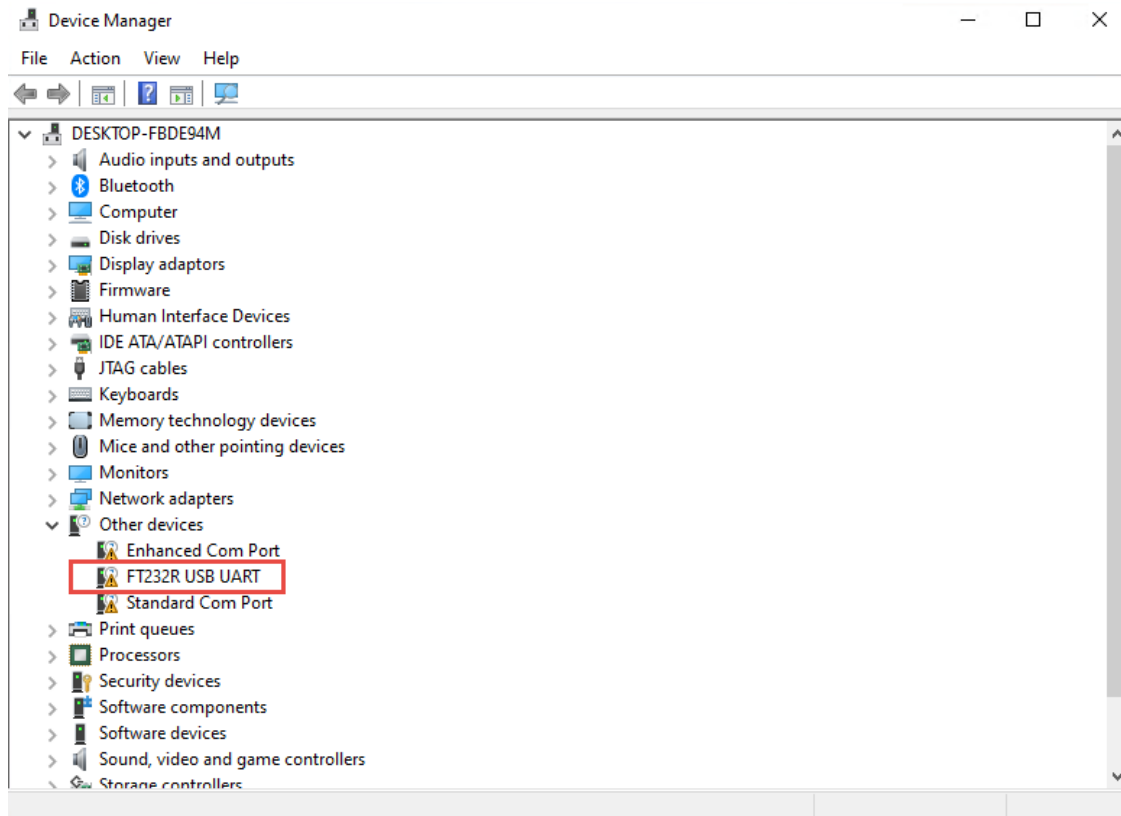 Device Manager
File Action View Help
DESKTOP-FBDE94M
Audio inputs and outputs
Bluetooth
Computer
Disk drives
Display adaptors
Firmware
Human Interface Devices
IDE ATA/ATAPI controllers
JTAG cables
Keyboards
Memory technology devices
Mice and other pointing devices
Monitors
Network adapters
Other devices
Enhanced Com Port
FT232R USB UART
Standard Com Port
Print queues
Processors
Security devices
Software components
Software devices
Sound, video and game controllers
Storage controllers